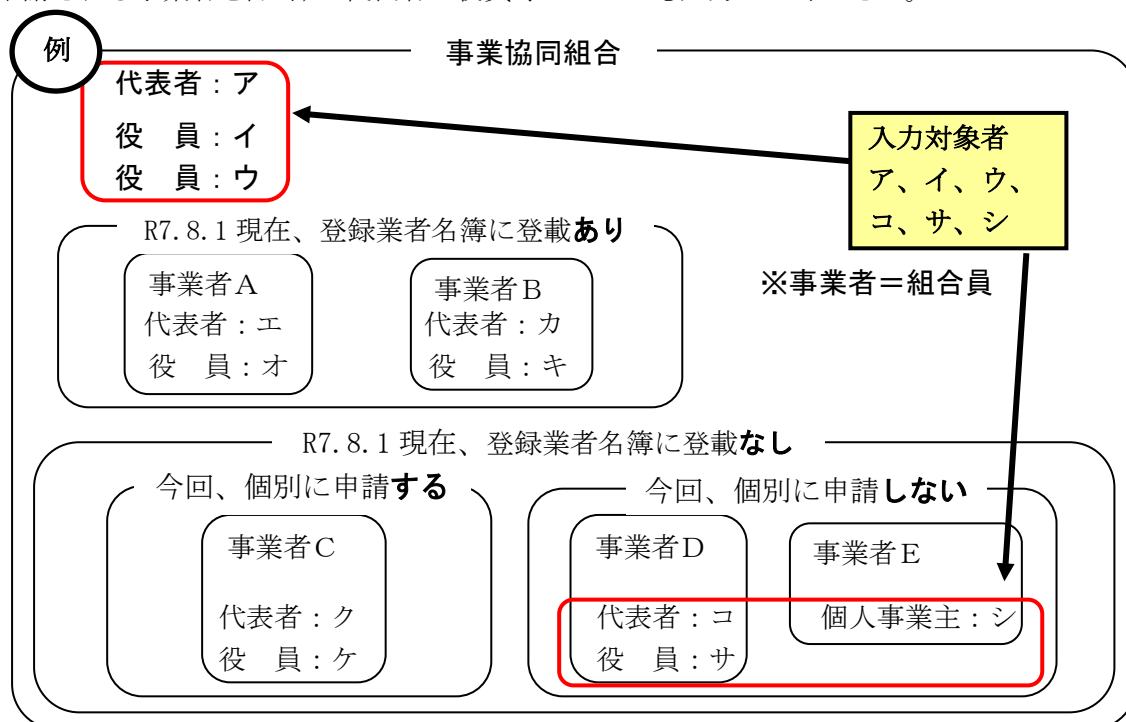 例
事業協同組合
代表者：ア
役　員：イ
役　員：ウ
入力対象者
ア、イ、ウ、
コ、サ、シ
※事業者＝組合員
R7.8.1現在、登録業者名簿に登載あり
事業者A
代表者：エ
役　員：オ
事業者B
代表者：カ
役　員：キ
R7.8.1現在、登録業者名簿に登載なし
今回、個別に申請する
事業者C
代表者：ク
役　員：ケ
今回、個別に申請しない
事業者D
代表者：コ
役　員：サ
事業者E
個人事業主：シ